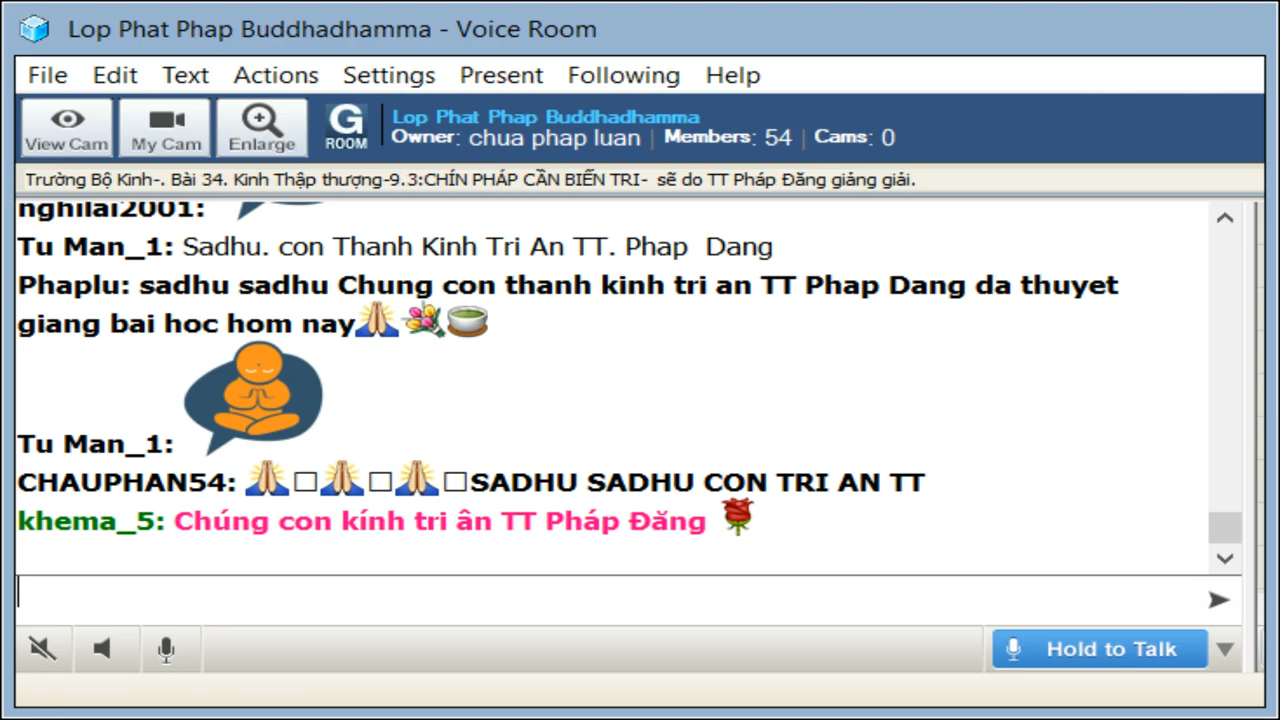 Lop Phat Phap Buddhadhamma - Voice Room
File Edit Text Actions Settings Present Following Help
View Cam My Cam Enlarge G ROOM
Lop Phat Phap Buddhadhamma
Owner: chua phap luan | Members: 54 | Cams: 0
Trường Bộ Kinh-. Bài 34. Kinh Thập thượng-9.3:CHÍN PHÁP CẦN BIẾN TRI- sẽ do TT Pháp Đăng giảng giải.
nghilai2001:
Tu Man_1: Sadhu. con Thanh Kinh Tri An TT. Phap Dang
Phaplu: sadhu sadhu Chung con thanh kinh tri an TT Phap Dang da thuyet
giang bai hoc hom nay
Tu Man_1:
CHAUPHAN54: SADHU SADHU CON TRI AN TT
khema_5: Chúng con kính tri ân TT Pháp Đăng
Hold to Talk